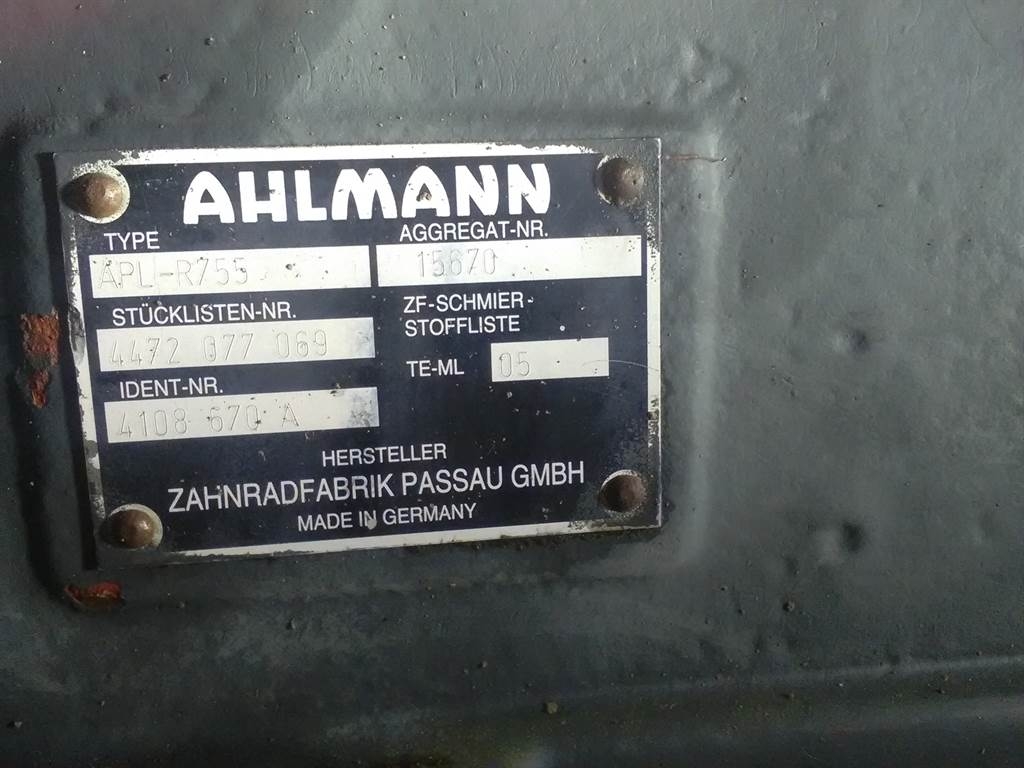 AHLMANN
TYPE AGGREGAT-NR.
APL-R755 15670
STÜCKLISTEN-NR. ZF-SCHMIER-
STOFFLISTE
4472 077 069
TE-ML 05
IDENT-NR.
4108 670 A
HERSTELLER
ZAHNRADFABRIK PASSAU GMBH
MADE IN GERMANY